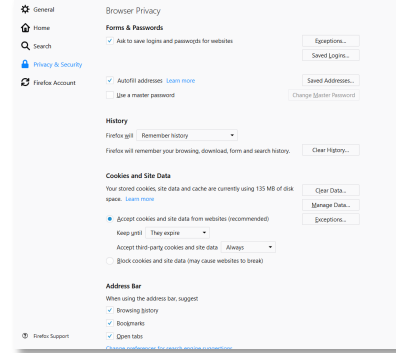 General
Home
Search
Privacy & Security
Firefox Account
Firefox Support
Browser Privacy
Forms & Passwords
Ask to save logins and passwords for websites
Exceptions...
Saved Logins...
Autofill addresses Learn more
Saved Addresses...
Use a master password
Change Master Password
History
Firefox will Remember history
Firefox will remember your browsing, download, form and search history.
Clear History...
Cookies and Site Data
Your stored cookies, site data and cache are currently using 135 MB of disk
space. Learn more
Clear Data...
Manage Data...
Accept cookies and site data from websites (recommended)
Exceptions...
Keep until They expire
Accept third-party cookies and site data Always
Block cookies and site data (may cause websites to break)
Address Bar
When using the address bar, suggest
Browsing history
Bookmarks
Open tabs
Change preferences for search engine suggestions